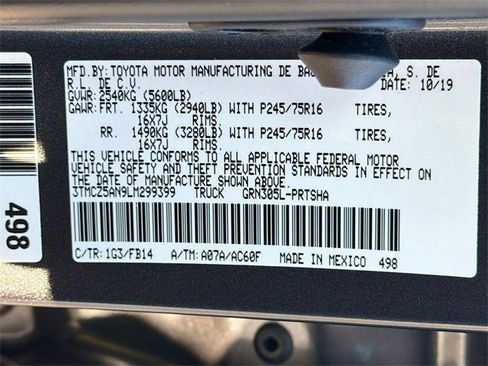 MFD.BY:TOYOTA MOTOR MANUFACTURING DE BA A, S. DE
R.L. DE C.V. DATE: 10/19
GVWR: 2540KG (5600LB)
GAWR: FRT. 1335KG (2940LB) WITH P245/75R16 TIRES,
16X7J RIMS.
RR. 1490KG (3280LB) WITH P245/75R16 TIRES,
16X7J RIMS.
THIS VEHICLE CONFORMS TO ALL APPLICABLE FEDERAL MOTOR
VEHICLE SAFETY AND THEFT PREVENTION STANDARDS IN EFFECT ON
THE DATE OF MANUFACTURE SHOWN ABOVE.
3TMCZ5AN9LM299399 TRUCK GRN305L-PRTSHA
C/TR: 1G3/FB14 A/TM: A07A/AC60F MADE IN MEXICO 498
498